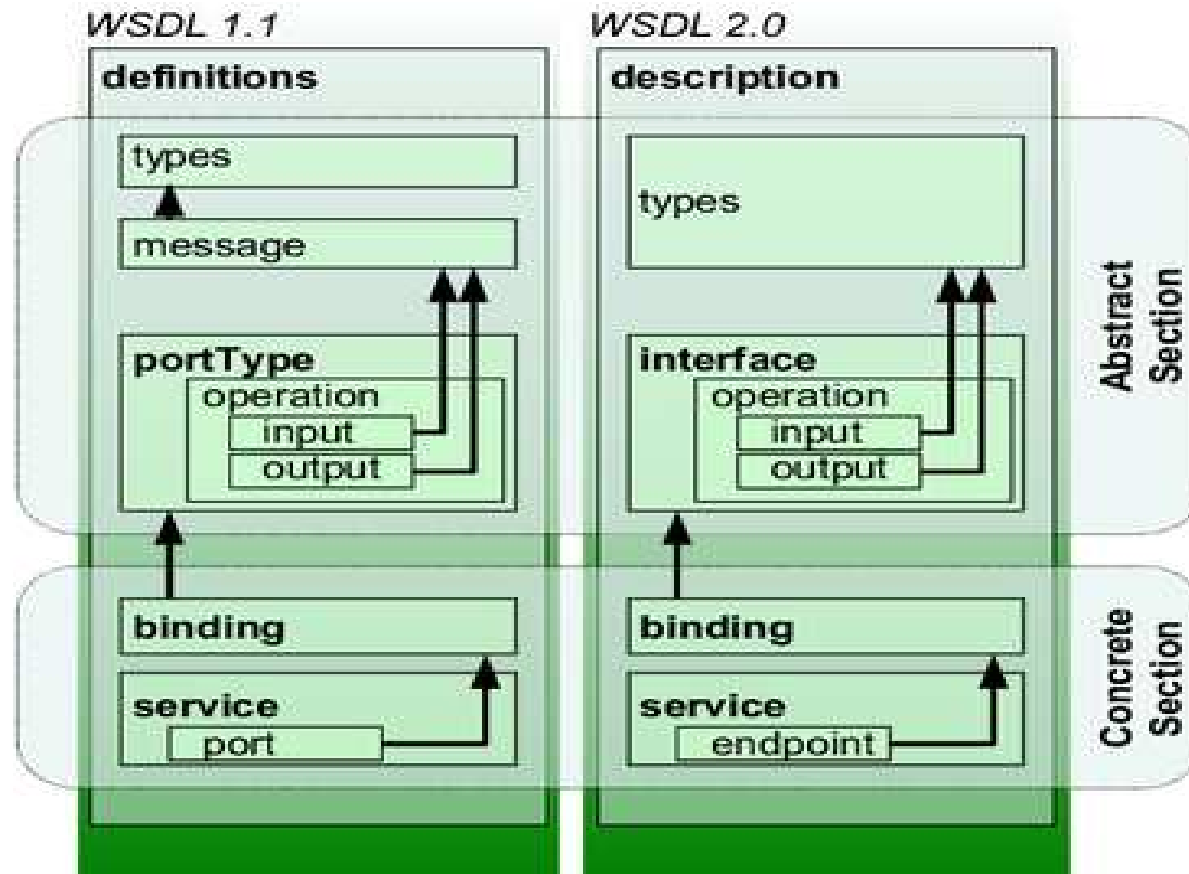 WSDL 1.1
definitions
types
message
portType
operation
input
output
binding
service
port
WSDL 2.0
description
types
interface
operation
input
output
binding
service
endpoint
Abstract
Section
Concrete
Section